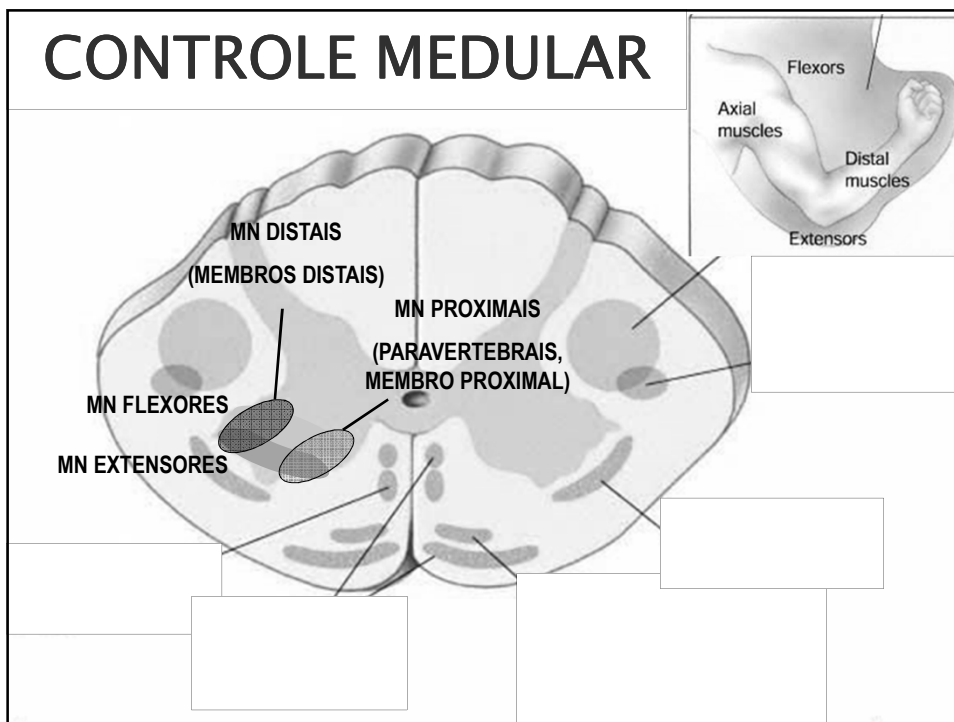 CONTROLE MEDULAR
Flexors
Axial
muscles
Distal
muscles
Extensors
MN DISTAIS
(MEMBROS DISTAIS)
MN PROXIMAIS
(PARAVERTEBRAIS,
MEMBRO PROXIMAL)
MN FLEXORES
MN EXTENSORES